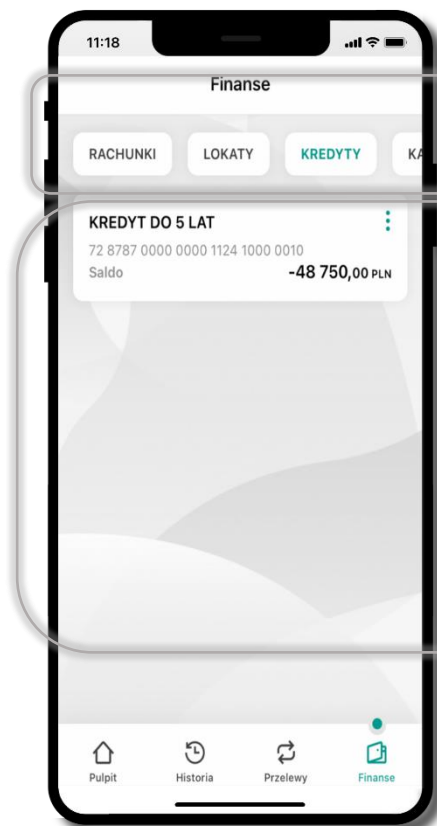 11:18
Finanse
RACHUNKI LOKATY KREDYTY KA
KREDYT DO 5 LAT
72 8787 0000 0000 1124 1000 0010
Saldo -48 750,00 PLN
Pulpit Historia Przelewy Finanse